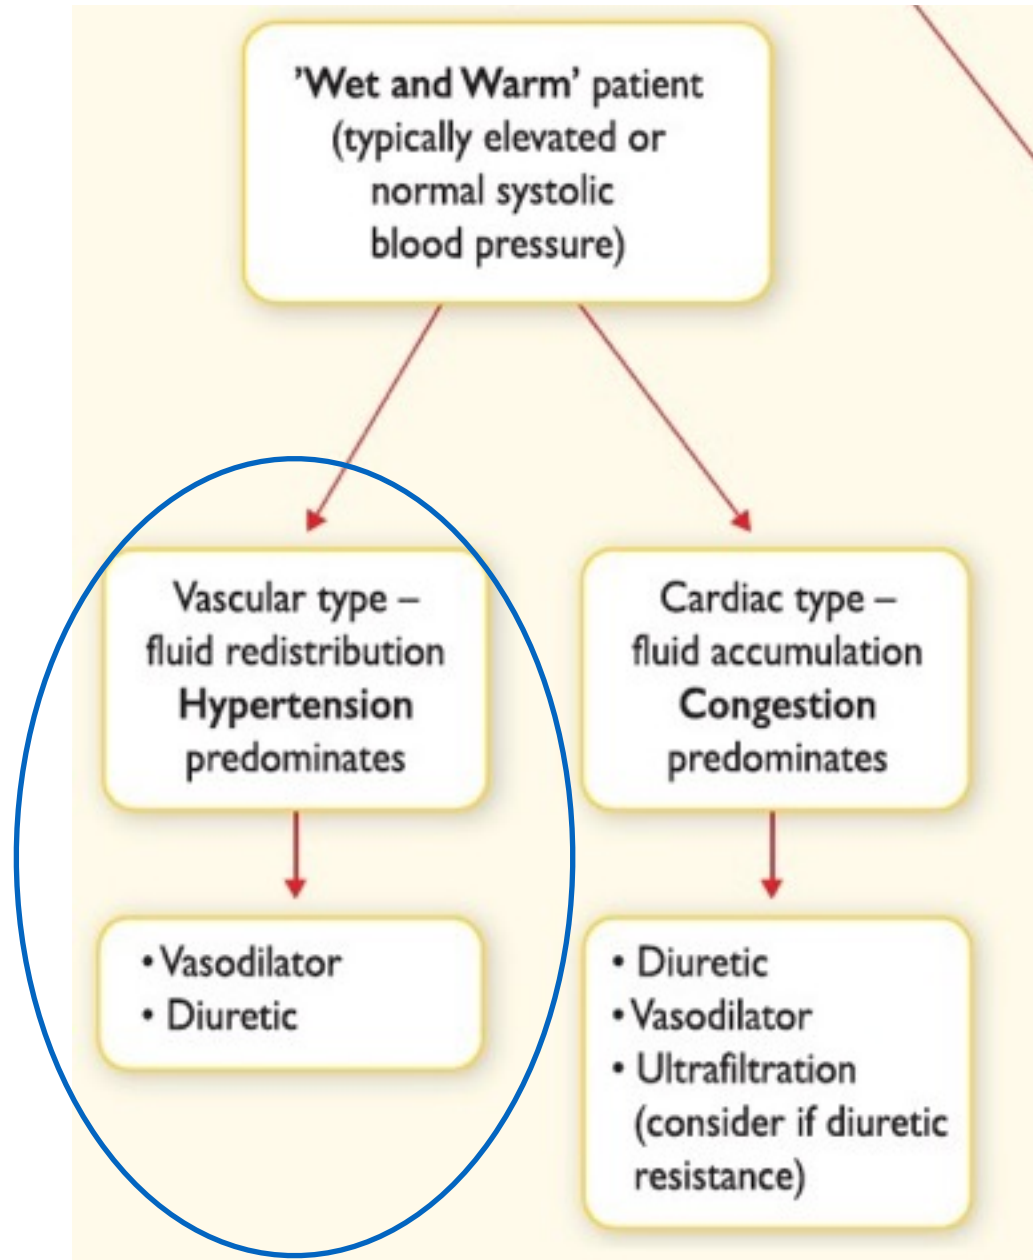 ’Wet and Warm’ patient
(typically elevated or
normal systolic
blood pressure)
Vascular type –
fluid redistribution
Hypertension
predominates
Cardiac type –
fluid accumulation
Congestion
predominates
• Vasodilator
• Diuretic
• Diuretic
• Vasodilator
• Ultrafiltration
(consider if diuretic
resistance)